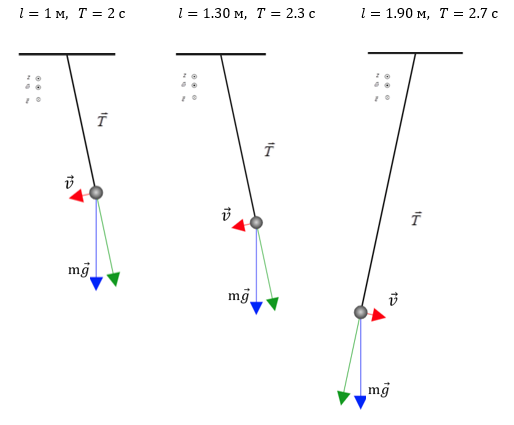 l = 1 м, T = 2 с
l = 1.30 м, T = 2.3 с
l = 1.90 м, T = 2.7 с
T⃗
T⃗
v⃗
v⃗
T⃗
mg⃗
mg⃗
v⃗
mg⃗